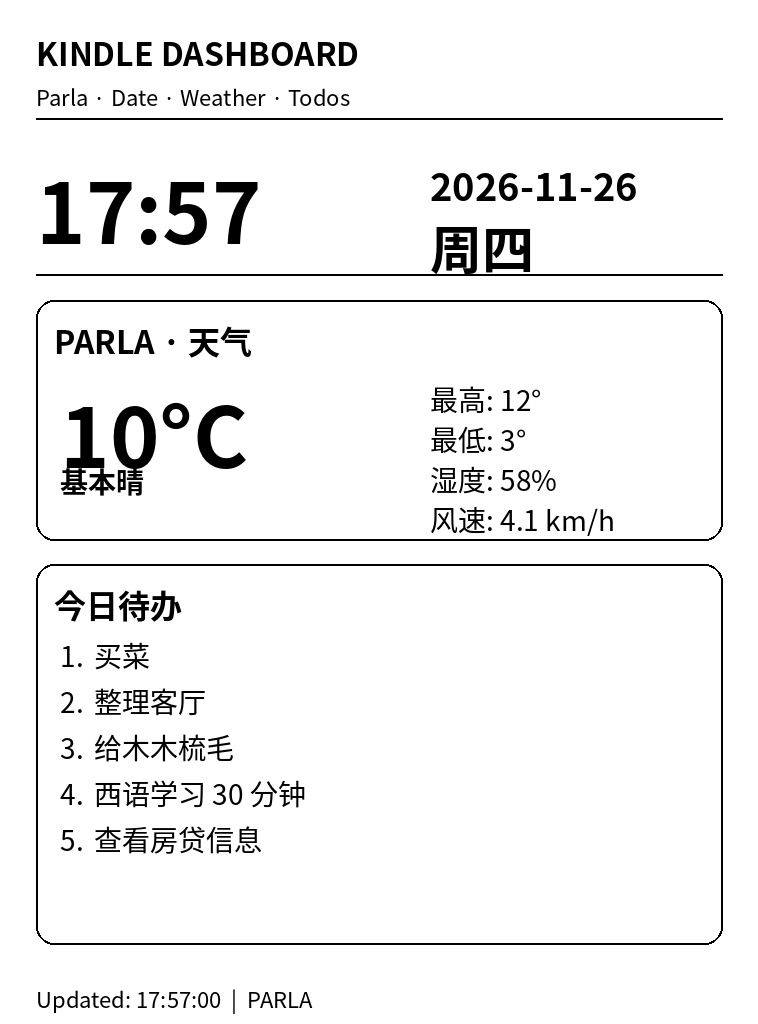 KINDLE DASHBOARD
Parla · Date · Weather · Todos
17:57
2026-11-26
周四
PARLA · 天气
10°C
基本晴
最高: 12°
最低: 3°
湿度: 58%
风速: 4.1 km/h
今日待办
1. 买菜
2. 整理客厅
3. 给木木梳毛
4. 西语学习 30 分钟
5. 查看房贷信息
Updated: 17:57:00 | PARLA